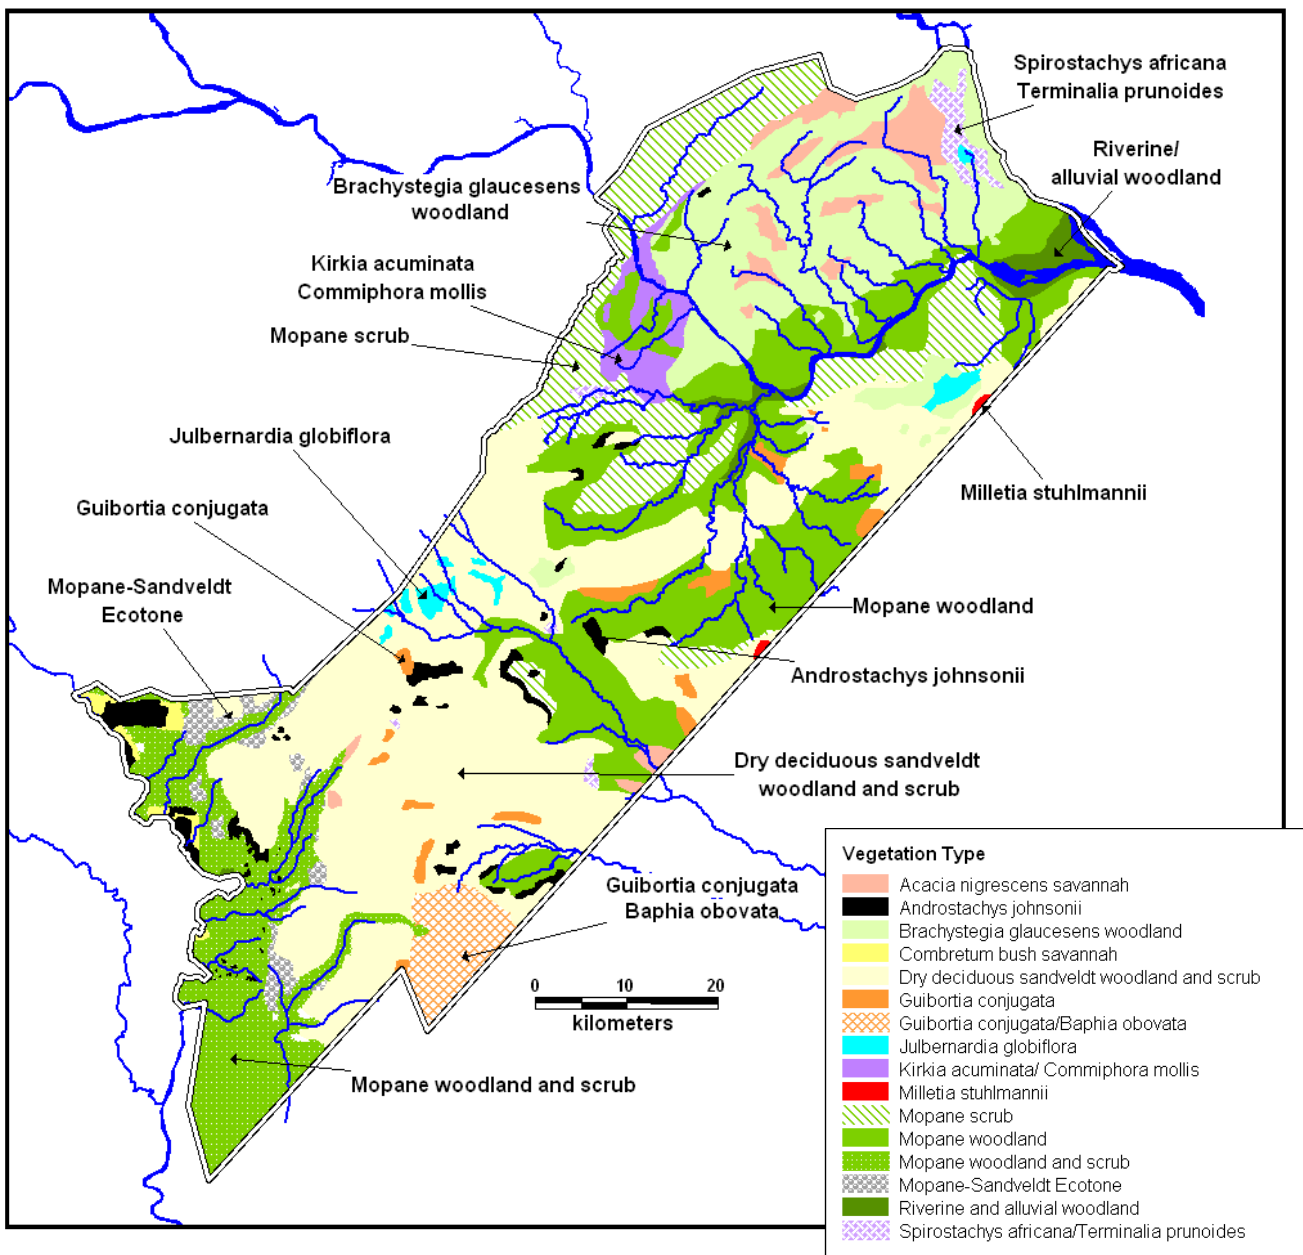 Spirostachys africana
Terminalia prunoides
Riverine/
alluvial woodland
Brachystegia glaucesens
woodland
Kirkia acuminata
Commiphora mollis
Mopane scrub
Julbernardia globiflora
Guibortia conjugata
Milletia stuhlmannii
Mopane-Sandveldt
Ecotone
Mopane woodland
Androstachys johnsonii
Dry deciduous sandveldt
woodland and scrub
Guibortia conjugata
Baphia obovata
0 10 20
kilometers
Mopane woodland and scrub
Vegetation Type
Acacia nigrescens savannah
Androstachys johnsonii
Brachystegia glaucesens woodland
Combretum bush savannah
Dry deciduous sandveldt woodland and scrub
Guibortia conjugata
Guibortia conjugata/Baphia obovata
Julbernardia globiflora
Kirkia acuminata/ Commiphora mollis
Milletia stuhlmannii
Mopane scrub
Mopane woodland
Mopane woodland and scrub
Mopane-Sandveldt Ecotone
Riverine and alluvial woodland
Spirostachys africana/Terminalia prunoides